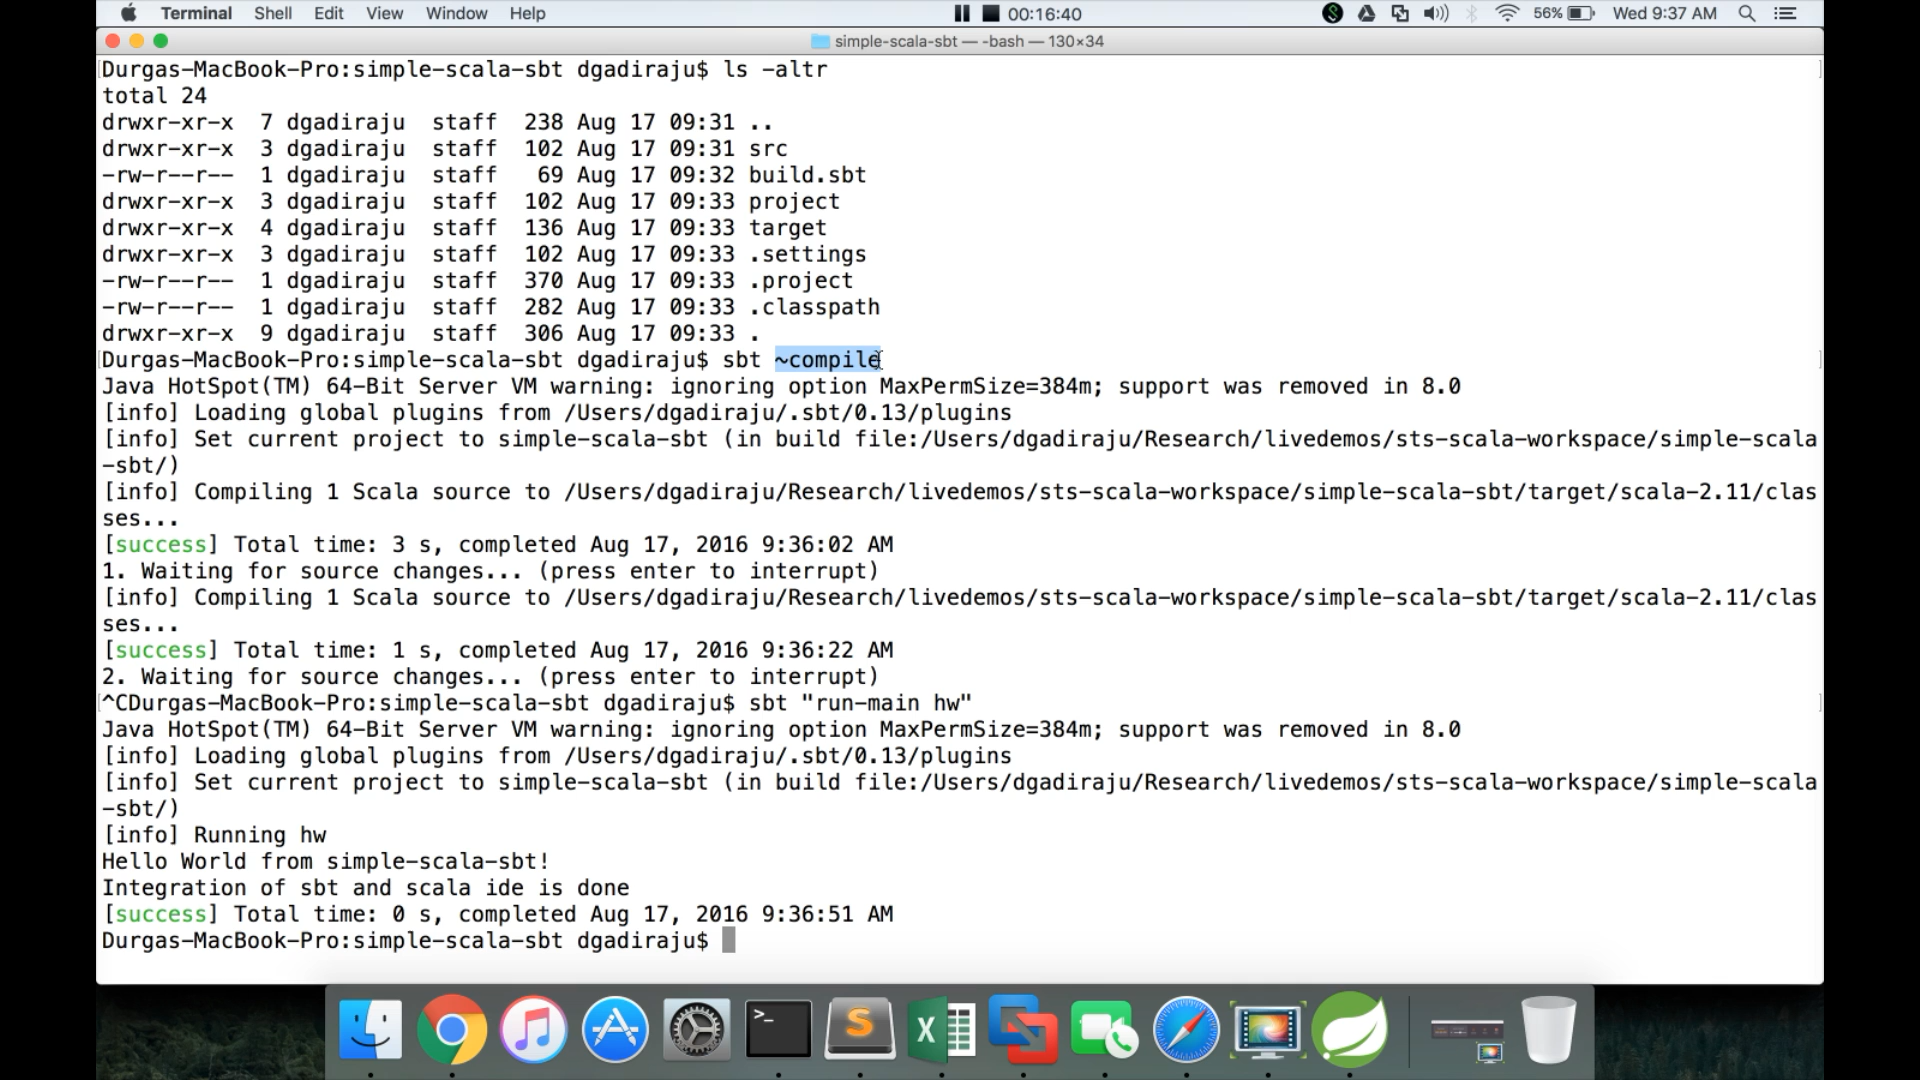 Terminal Shell Edit View Window Help 00:16:40 56% Wed 9:37 AM
simple-scala-sbt — -bash — 130×34
Durgas-MacBook-Pro:simple-scala-sbt dgadiraju$ ls -altr
total 24
drwxr-xr-x 7 dgadiraju staff 238 Aug 17 09:31 ..
drwxr-xr-x 3 dgadiraju staff 102 Aug 17 09:31 src
-rw-r--r-- 1 dgadiraju staff 69 Aug 17 09:32 build.sbt
drwxr-xr-x 3 dgadiraju staff 102 Aug 17 09:33 project
drwxr-xr-x 4 dgadiraju staff 136 Aug 17 09:33 target
drwxr-xr-x 3 dgadiraju staff 102 Aug 17 09:33 .settings
-rw-r--r-- 1 dgadiraju staff 370 Aug 17 09:33 .project
-rw-r--r-- 1 dgadiraju staff 282 Aug 17 09:33 .classpath
drwxr-xr-x 9 dgadiraju staff 306 Aug 17 09:33 .
Durgas-MacBook-Pro:simple-scala-sbt dgadiraju$ sbt ~compile
Java HotSpot(TM) 64-Bit Server VM warning: ignoring option MaxPermSize=384m; support was removed in 8.0
[info] Loading global plugins from /Users/dgadiraju/.sbt/0.13/plugins
[info] Set current project to simple-scala-sbt (in build file:/Users/dgadiraju/Research/livedemos/sts-scala-workspace/simple-scala
-sbt/)
[info] Compiling 1 Scala source to /Users/dgadiraju/Research/livedemos/sts-scala-workspace/simple-scala-sbt/target/scala-2.11/clas
ses...
[success] Total time: 3 s, completed Aug 17, 2016 9:36:02 AM
1. Waiting for source changes... (press enter to interrupt)
[info] Compiling 1 Scala source to /Users/dgadiraju/Research/livedemos/sts-scala-workspace/simple-scala-sbt/target/scala-2.11/clas
ses...
[success] Total time: 1 s, completed Aug 17, 2016 9:36:22 AM
2. Waiting for source changes... (press enter to interrupt)
^CDurgas-MacBook-Pro:simple-scala-sbt dgadiraju$ sbt "run-main hw"
Java HotSpot(TM) 64-Bit Server VM warning: ignoring option MaxPermSize=384m; support was removed in 8.0
[info] Loading global plugins from /Users/dgadiraju/.sbt/0.13/plugins
[info] Set current project to simple-scala-sbt (in build file:/Users/dgadiraju/Research/livedemos/sts-scala-workspace/simple-scala
-sbt/)
[info] Running hw
Hello World from simple-scala-sbt!
Integration of sbt and scala ide is done
[success] Total time: 0 s, completed Aug 17, 2016 9:36:51 AM
Durgas-MacBook-Pro:simple-scala-sbt dgadiraju$